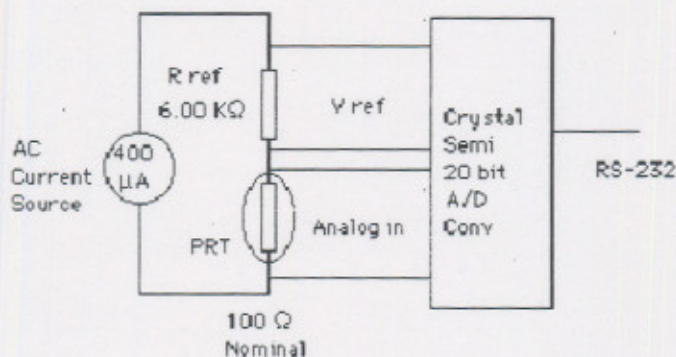 R ref
6.00 KΩ
V ref
AC
Current
Source
400
μA
PRT
Analog in
Crystal
Semi
20 bit
A/D
Conv
RS-232
100 Ω
Nominal